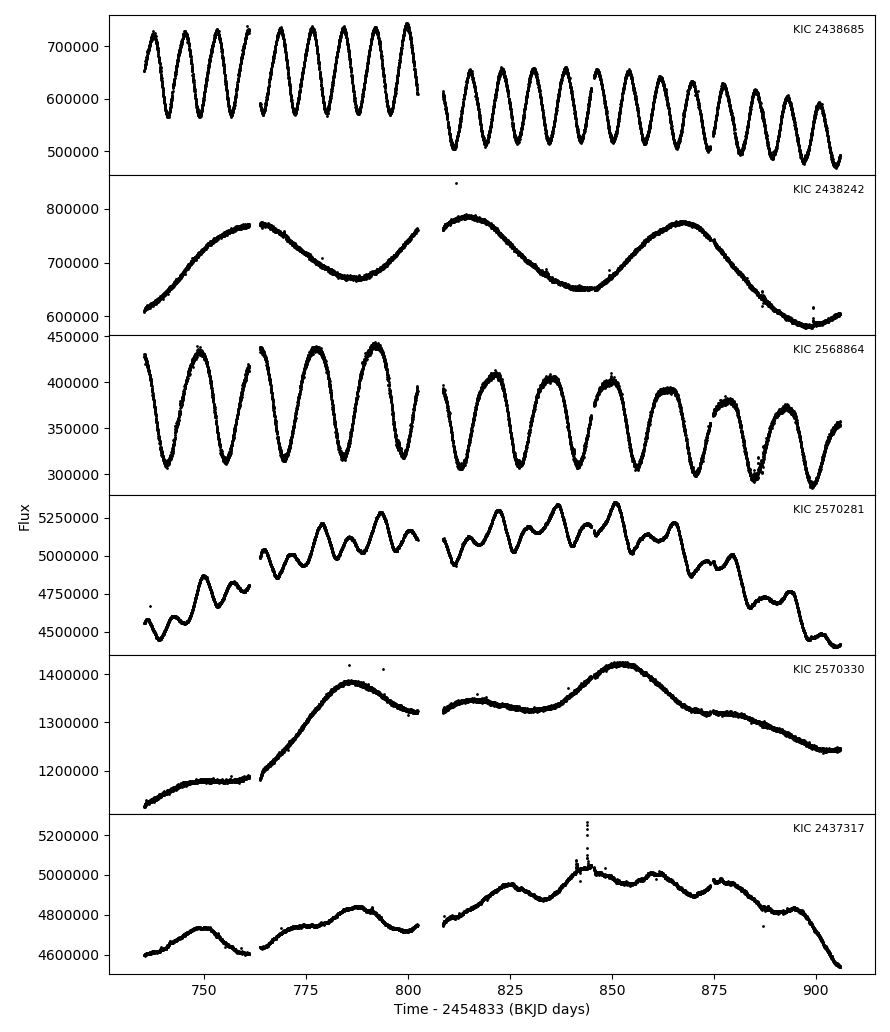 KIC 2438685
700000
600000
500000
KIC 2438242
800000
700000
600000
KIC 2568864
450000
400000
350000
300000
KIC 2570281
5250000
5000000
4750000
4500000
Flux
KIC 2570330
1400000
1300000
1200000
KIC 2437317
5200000
5000000
4800000
4600000
750 775 800 825 850 875 900
Time - 2454833 (BKJD days)